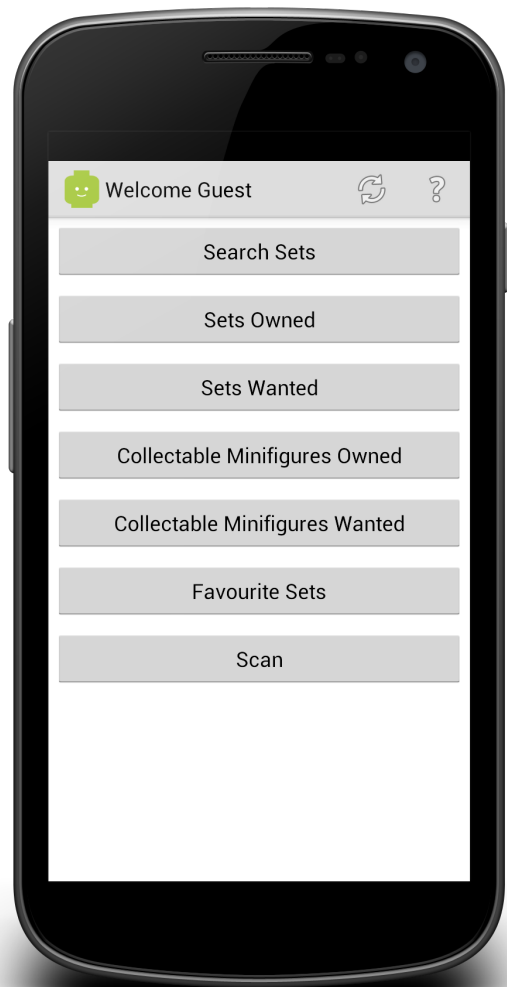 Welcome Guest
Search Sets
Sets Owned
Sets Wanted
Collectable Minifigures Owned
Collectable Minifigures Wanted
Favourite Sets
Scan